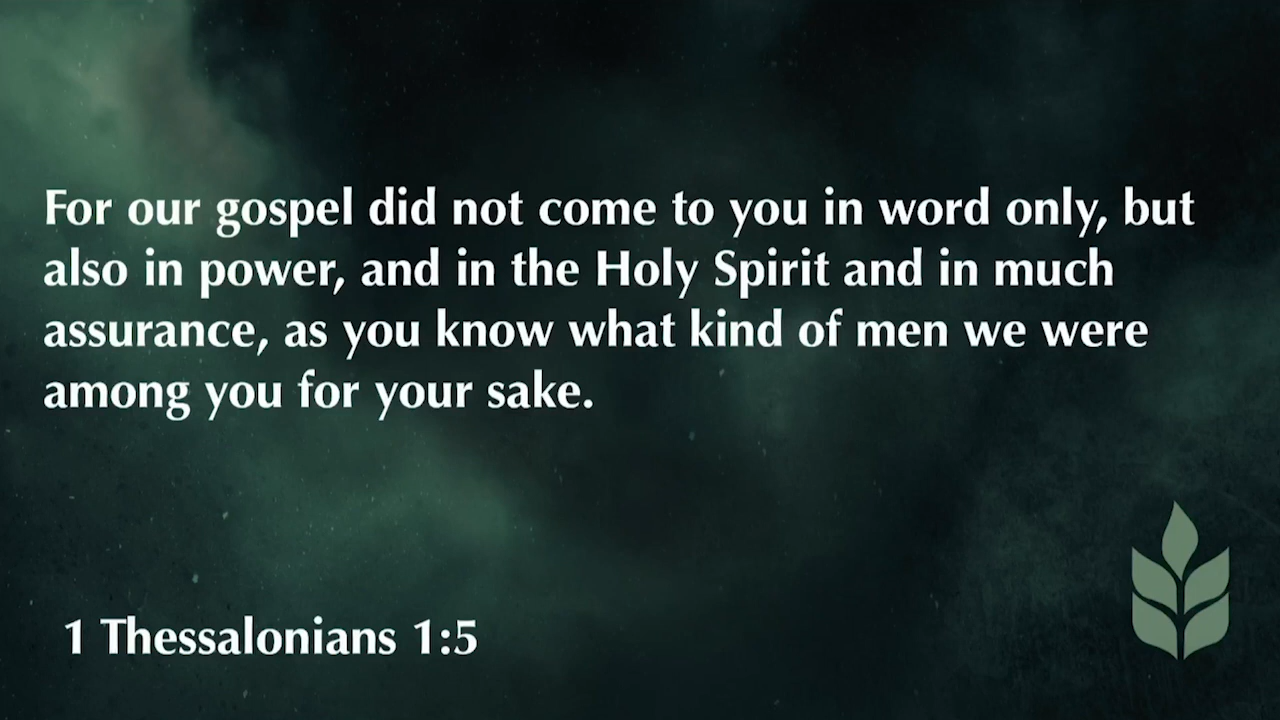 For our gospel did not come to you in word only, but
also in power, and in the Holy Spirit and in much
assurance, as you know what kind of men we were
among you for your sake.
1 Thessalonians 1:5